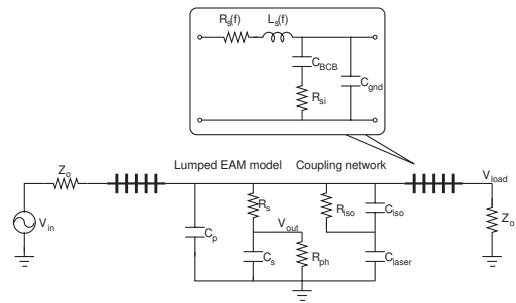 R_s(f) L_s(f)
C_BCB
C_gnd
R_si
Z_o Lumped EAM model Coupling network V_load
V_in
C_p
R_s
V_out
C_s
R_ph
R_iso
C_iso
C_laser
Z_o